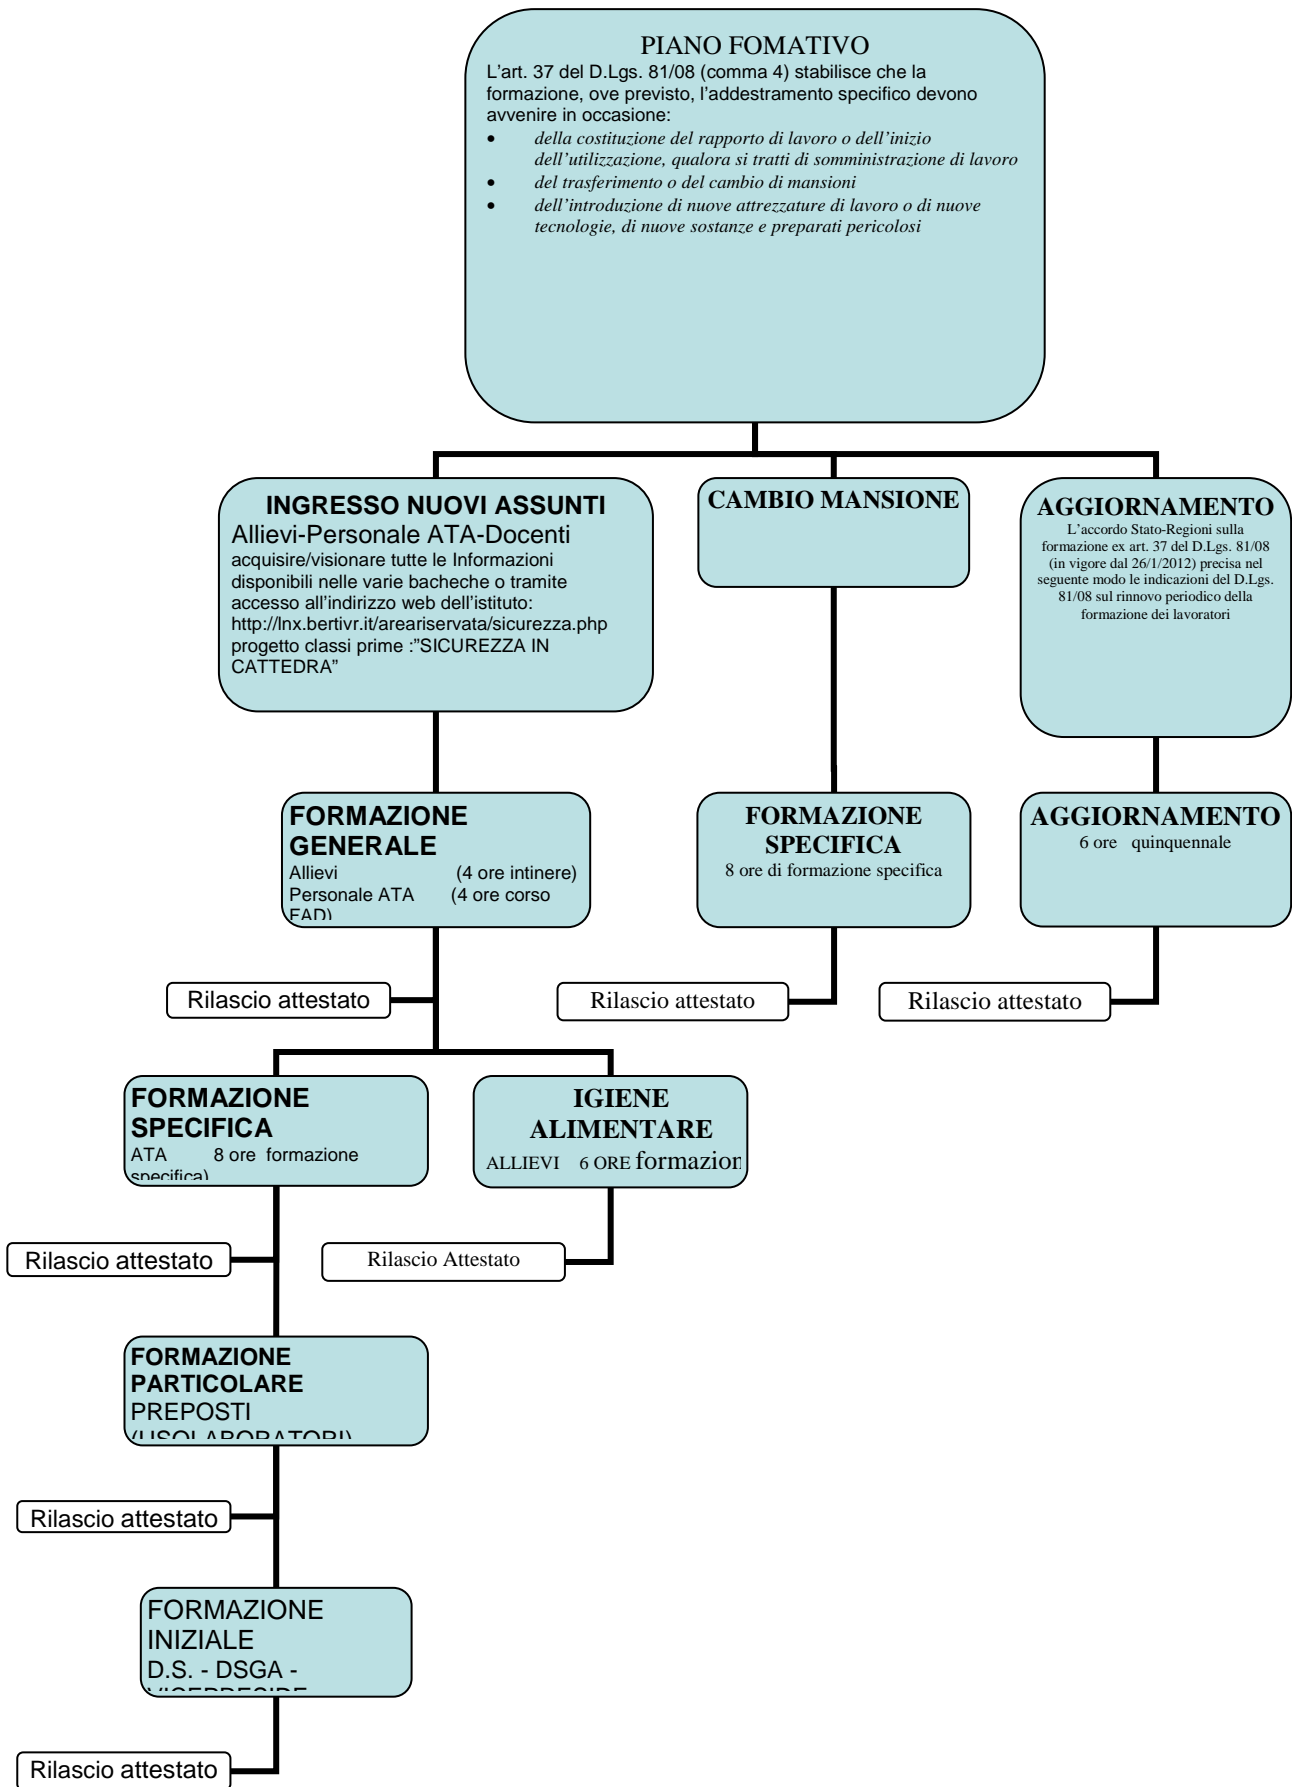 PIANO FOMATIVO
L'art. 37 del D.Lgs. 81/08 (comma 4) stabilisce che la
formazione, ove previsto, l'addestramento specifico devono
avvenire in occasione:
• della costituzione del rapporto di lavoro o dell'inizio
dell'utilizzazione, qualora si tratti di somministrazione di lavoro
• del trasferimento o del cambio di mansioni
• dell'introduzione di nuove attrezzature di lavoro o di nuove
tecnologie, di nuove sostanze e preparati pericolosi
INGRESSO NUOVI ASSUNTI
Allievi-Personale ATA-Docenti
acquisire/visionare tutte le Informazioni
disponibili nelle varie bacheche o tramite
accesso all'indirizzo web dell'istituto:
http://lnx.bertivr.it/areariservata/sicurezza.php
progetto classi prime :"SICUREZZA IN
CATTEDRA"
CAMBIO MANSIONE
AGGIORNAMENTO
L'accordo Stato-Regioni sulla
formazione ex art. 37 del D.Lgs. 81/08
(in vigore dal 26/1/2012) precisa nel
seguente modo le indicazioni del D.Lgs.
81/08 sul rinnovo periodico della
formazione dei lavoratori
FORMAZIONE
GENERALE
Allievi (4 ore intinere)
Personale ATA (4 ore corso
FAD)
FORMAZIONE
SPECIFICA
8 ore di formazione specifica
AGGIORNAMENTO
6 ore quinquennale
Rilascio attestato
Rilascio attestato
Rilascio attestato
FORMAZIONE
SPECIFICA
ATA 8 ore formazione
specifica)
IGIENE
ALIMENTARE
ALLIEVI 6 ORE formazion
Rilascio attestato
Rilascio Attestato
FORMAZIONE
PARTICOLARE
PREPOSTI
(USOLABORATORI)
Rilascio attestato
FORMAZIONE
INIZIALE
D.S. - DSGA -
VICEPRESIDE
Rilascio attestato